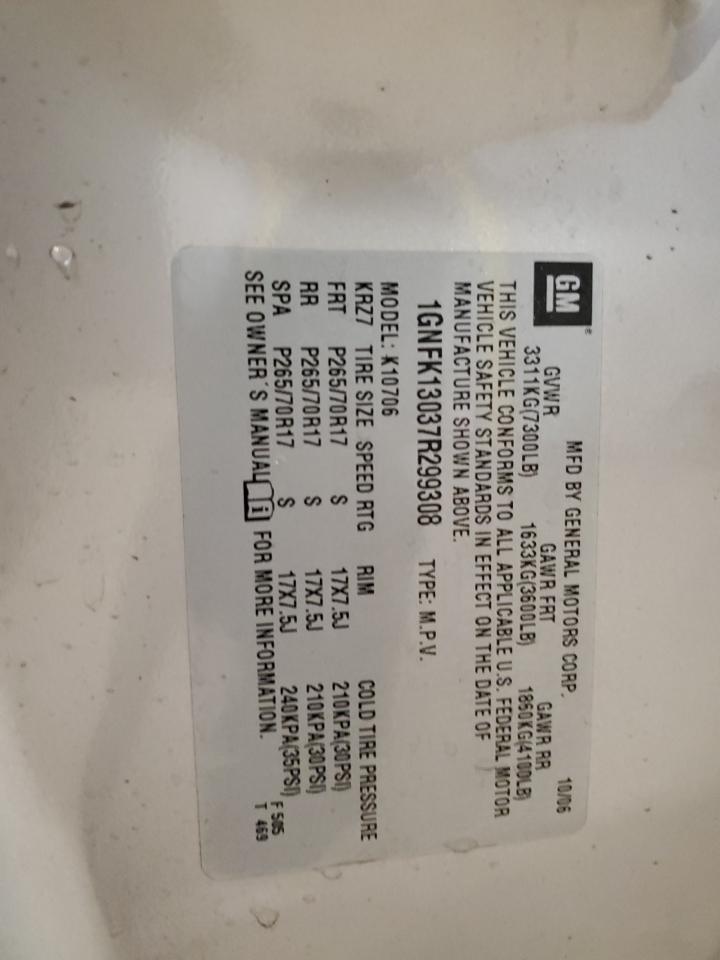 GM®
MFD BY GENERAL MOTORS CORP. 10/06
GVWR GAWR FRT GAWR RR
3311KG(7300LB) 1633KG(3600LB) 1860KG(4100LB)
THIS VEHICLE CONFORMS TO ALL APPLICABLE U.S. FEDERAL MOTOR
VEHICLE SAFETY STANDARDS IN EFFECT ON THE DATE OF
MANUFACTURE SHOWN ABOVE.
1GNFK13037R299308 TYPE: M.P.V.
MODEL: K10706
KRZ7 TIRE SIZE SPEED RTG RIM COLD TIRE PRESSURE
FRT P265/70R17 S 17X7.5J 210KPA(30PSI)
RR P265/70R17 S 17X7.5J 210KPA(30PSI)
SPA P265/70R17 S 17X7.5J 240KPA(35PSI) F 505
SEE OWNER'S MANUAL i FOR MORE INFORMATION. T 469